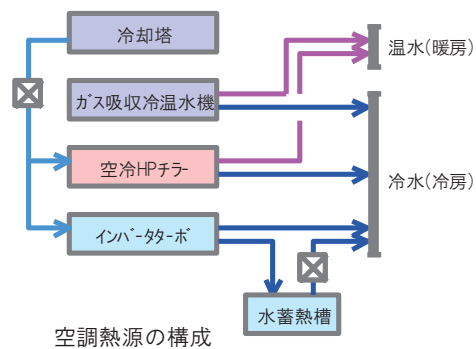 冷却塔
温水(暖房)
ガス吸収冷温水機
空冷HPチラー
冷水(冷房)
インバータターボ
水蓄熱槽
空調熱源の構成